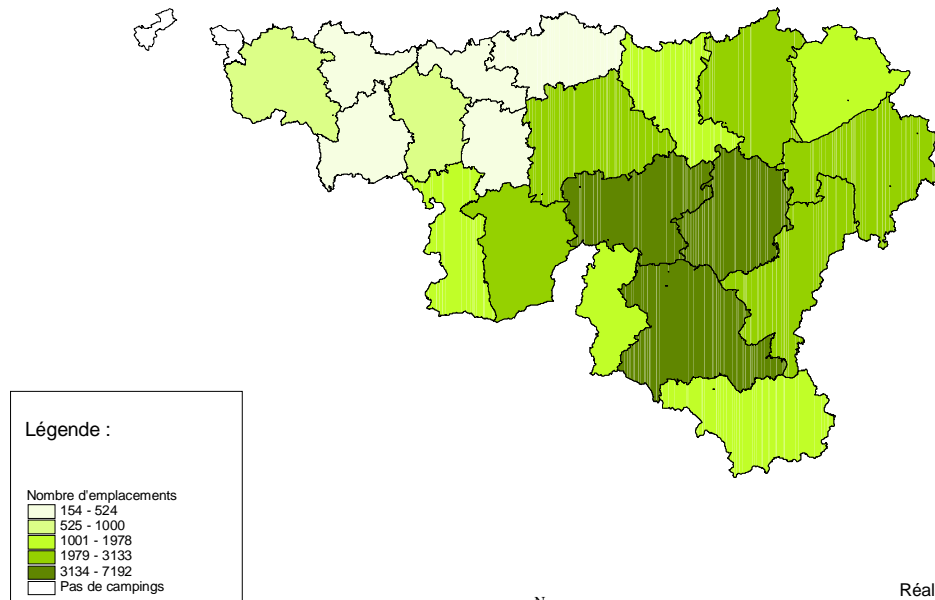 Légende :
Nombre d'emplacements
154 - 524
525 - 1000
1001 - 1978
1979 - 3133
3134 - 7192
Pas de campings
N
Réal